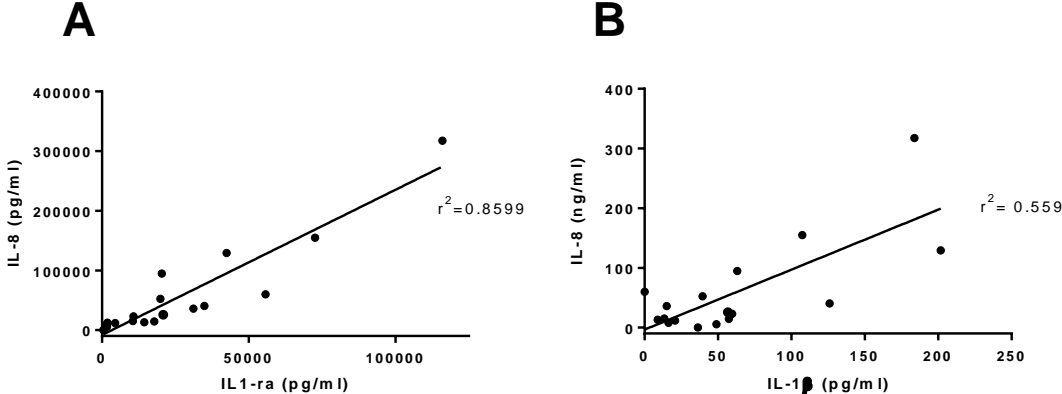 A
B
400000
300000
200000
100000
0
IL-8 (pg/ml)
r2=0.8599
0
50000
100000
IL1-ra (pg/ml)
400
300
200
100
0
IL-8 (ng/ml)
r2= 0.559
0
50
100
150
200
250
IL-1β (pg/ml)